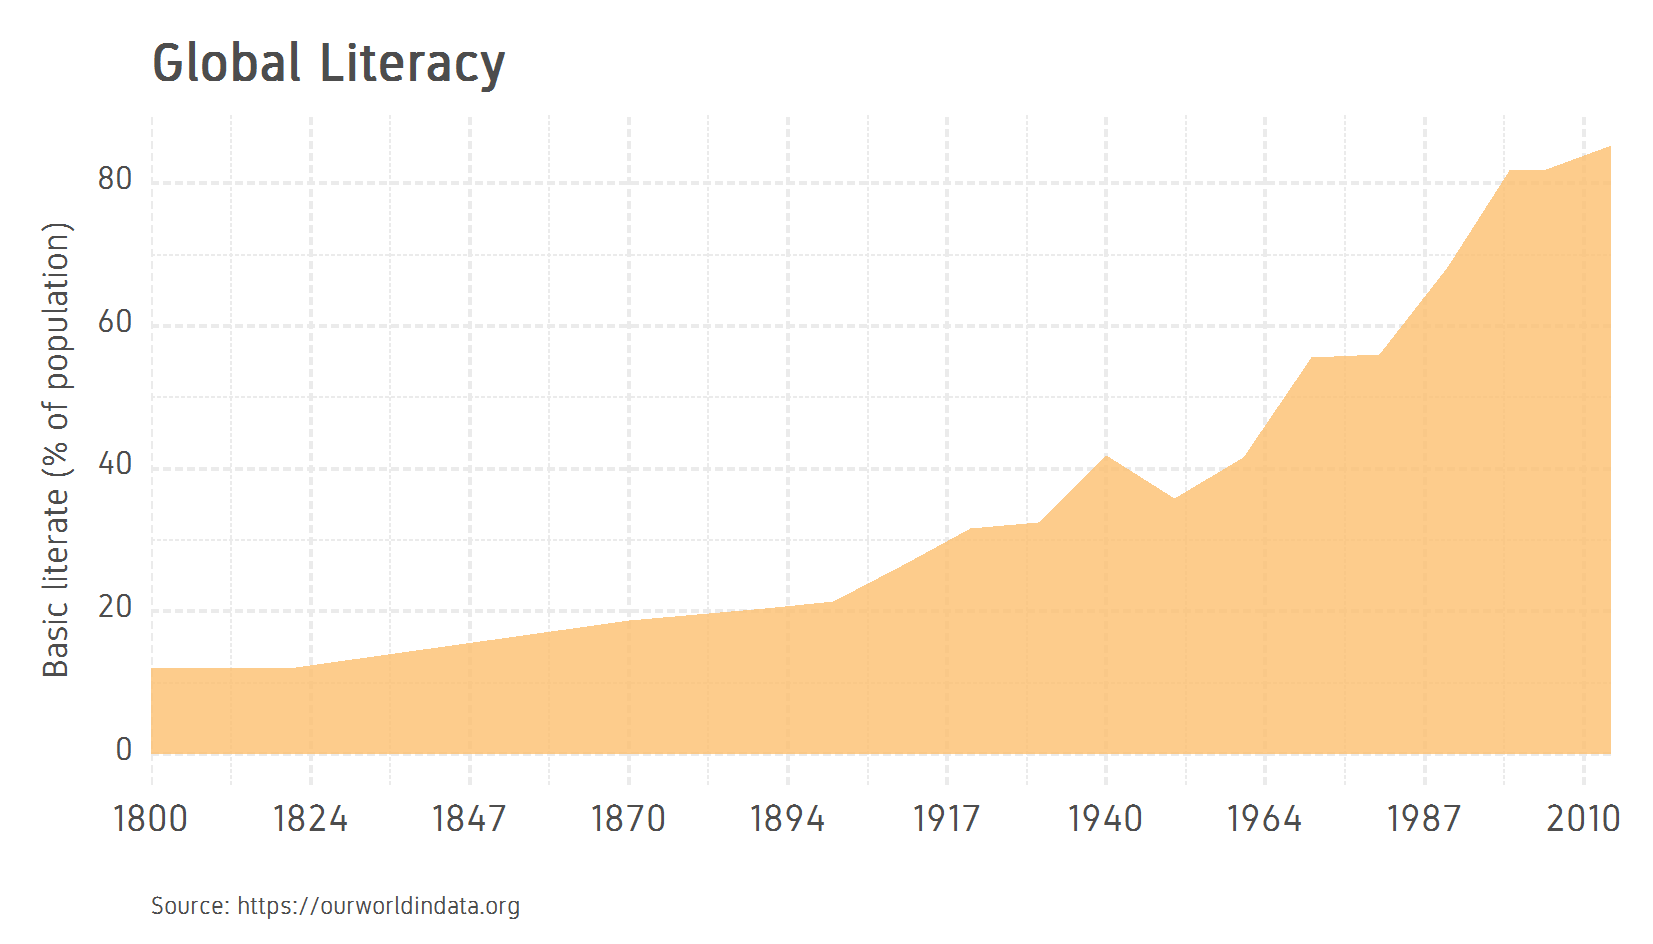 Global Literacy
Basic literate (% of population)
80
60
40
20
0
1800 1824 1847 1870 1894 1917 1940 1964 1987 2010
Source: https://ourworldindata.org